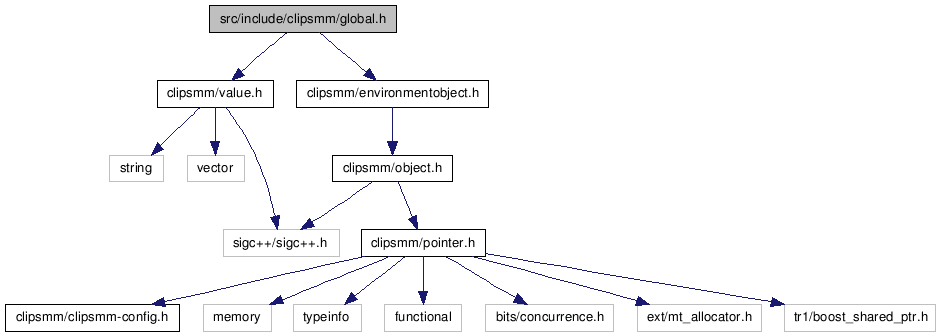 src/include/clipsmm/global.h
clipsmm/value.h
clipsmm/environmentobject.h
string
vector
clipsmm/object.h
sigc++/sigc++.h
clipsmm/pointer.h
clipsmm/clipsmm-config.h
memory
typeinfo
functional
bits/concurrence.h
ext/mt_allocator.h
tr1/boost_shared_ptr.h